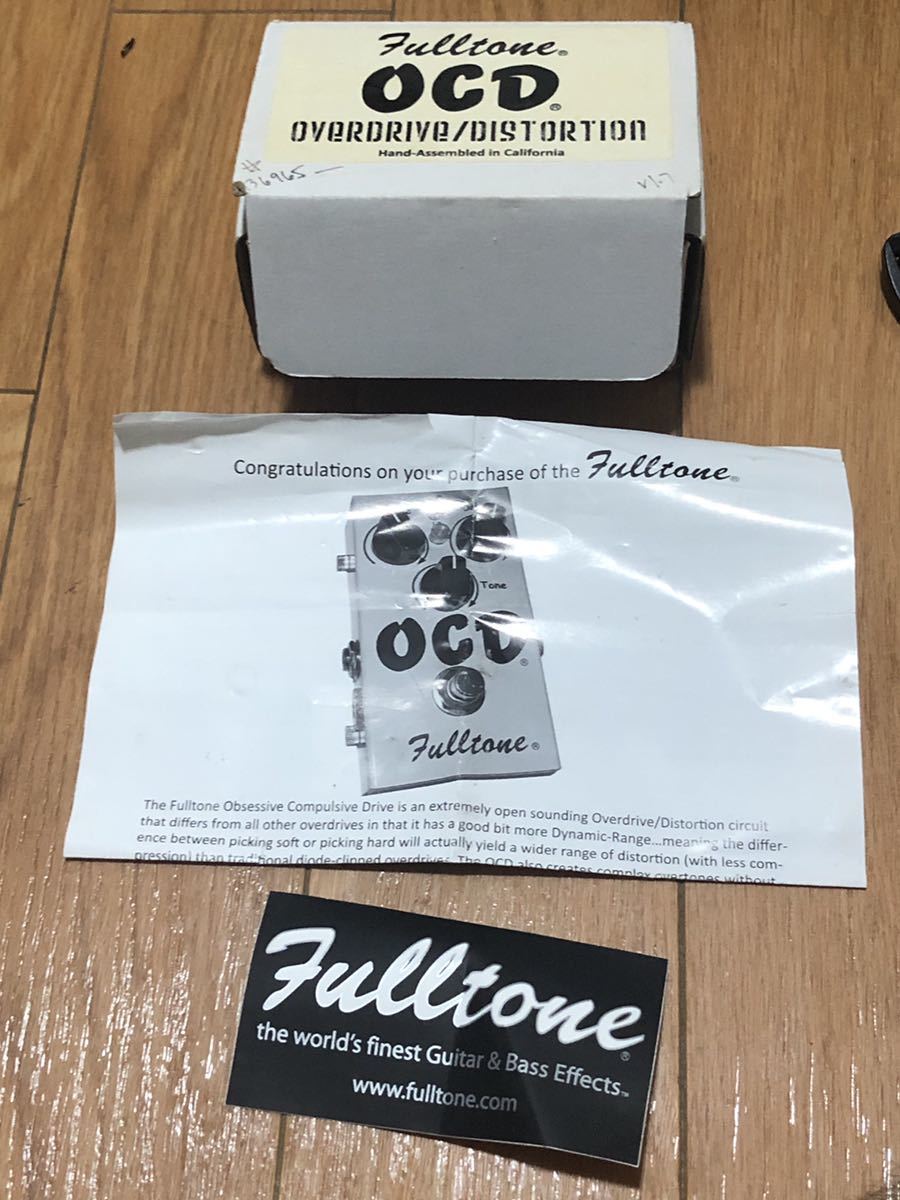 Fulltone®
OCD®
OVERDRIVE/DISTORTION
Hand-Assembled in California
#
36965
v1.7
Congratulations on your purchase of the Fulltone®
Tone
OCD®
Fulltone®
The Fulltone Obsessive Compulsive Drive is an extremely open sounding Overdrive/Distortion circuit
that differs from all other overdrives in that it has a good bit more Dynamic-Range...meaning the differ-
ence between picking soft or picking hard will actually yield a wider range of distortion (with less com-
pression) than traditional diode-clipped overdrives. The OCD also creates complex overtones without
Fulltone®
the world's finest Guitar & Bass Effects™
www.fulltone.com